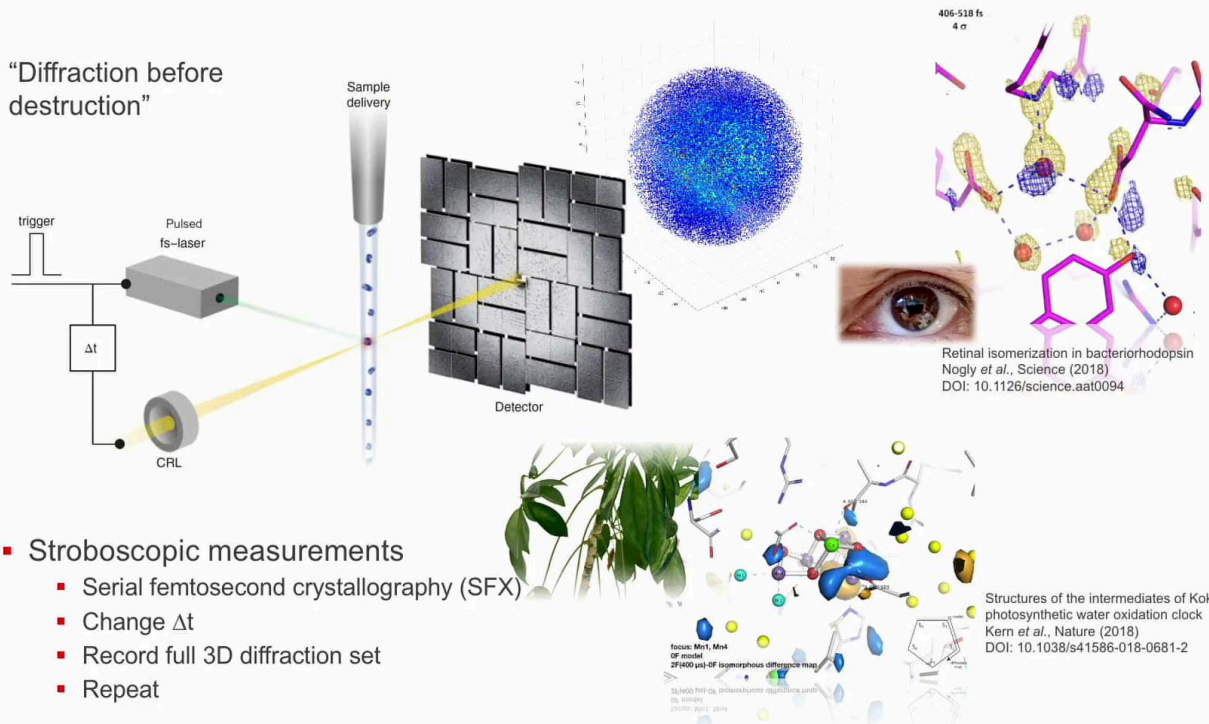 “Diffraction before
destruction”
trigger
Pulsed
fs–laser
Δt
CRL
Sample
delivery
Detector
406-518 fs
4 σ
Retinal isomerization in bacteriorhodopsin
Nogly et al., Science (2018)
DOI: 10.1126/science.aat0094
Stroboscopic measurements
Serial femtosecond crystallography (SFX)
Change Δt
Record full 3D diffraction set
Repeat
focus: Mn1, Mn4
0F model
2F(400 µs)-0F isomorphous difference map
Structures of the intermediates of Kok
photosynthetic water oxidation clock
Kern et al., Nature (2018)
DOI: 10.1038/s41586-018-0681-2